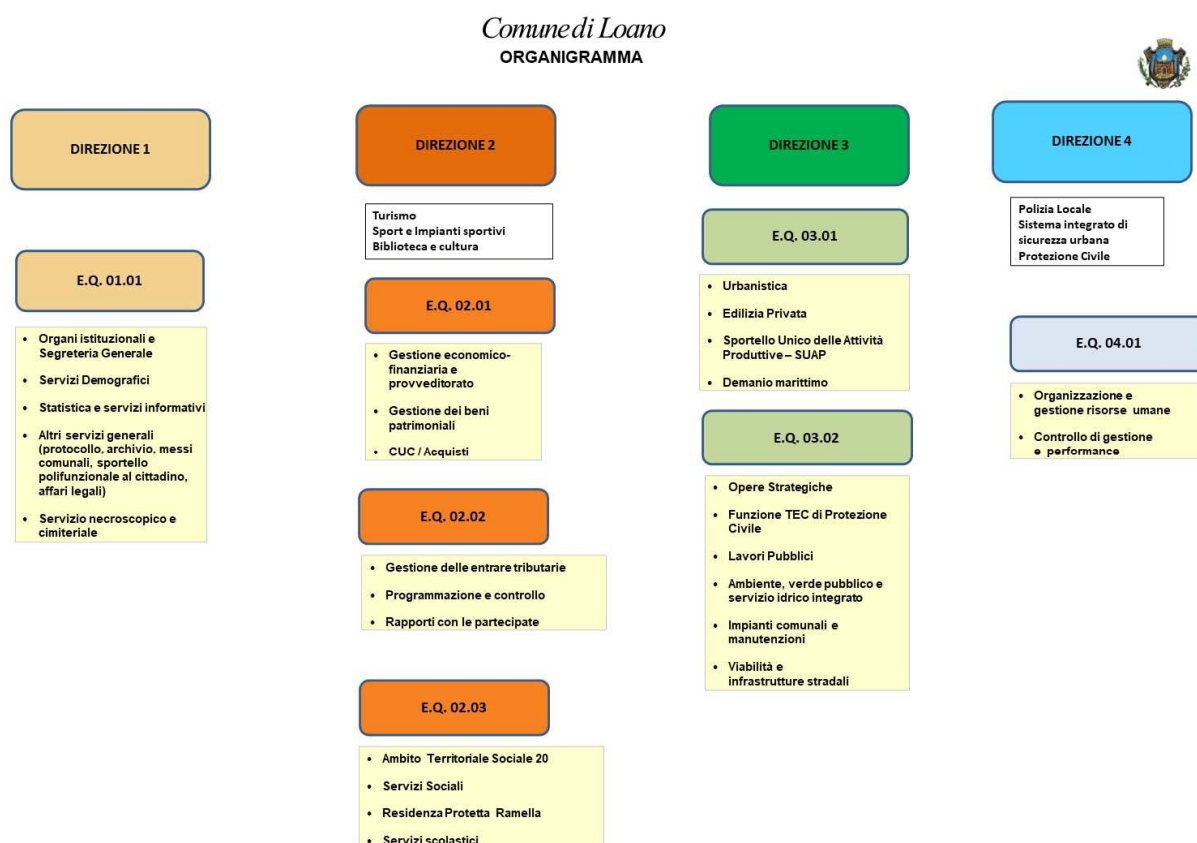 Comune di Loano
ORGANIGRAMMA
DIREZIONE 1
E.Q. 01.01
• Organi istituzionali e
Segreteria Generale
• Servizi Demografici
• Statistica e servizi informativi
• Altri servizi generali
(protocollo, archivio, messi
comunali, sportello
polifunzionale al cittadino,
affari legali)
• Servizio necroscopico e
cimiteriale
DIREZIONE 2
Turismo
Sport e Impianti sportivi
Biblioteca e cultura
E.Q. 02.01
• Gestione economico-
finanziaria e
provveditorato
• Gestione dei beni
patrimoniali
• CUC / Acquisti
E.Q. 02.02
• Gestione delle entrare tributarie
• Programmazione e controllo
• Rapporti con le partecipate
E.Q. 02.03
• Ambito Territoriale Sociale 20
• Servizi Sociali
• Residenza Protetta Ramella
• Servizi scolastici
DIREZIONE 3
E.Q. 03.01
• Urbanistica
• Edilizia Privata
• Sportello Unico delle Attività
Produttive – SUAP
• Demanio marittimo
E.Q. 03.02
• Opere Strategiche
• Funzione TEC di Protezione
Civile
• Lavori Pubblici
• Ambiente, verde pubblico e
servizio idrico integrato
• Impianti comunali e
manutenzioni
• Viabilità e
infrastrutture stradali
DIREZIONE 4
Polizia Locale
Sistema integrato di
sicurezza urbana
Protezione Civile
E.Q. 04.01
• Organizzazione e
gestione risorse umane
• Controllo di gestione
e performance